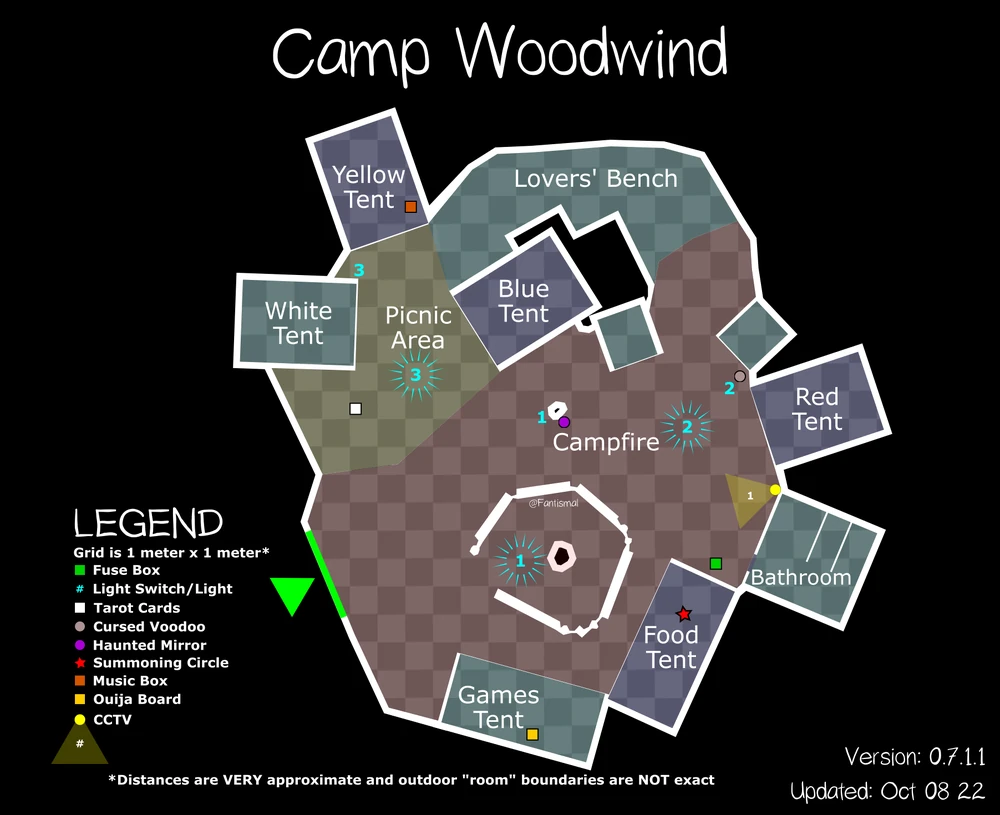 Camp Woodwind
Yellow
Tent
Lovers' Bench
3
White
Tent
Picnic
Area
3
Blue
Tent
1
Campfire
2
2
Red
Tent
1
@Fantismal
1
Bathroom
Food
Tent
Games
Tent
LEGEND
Grid is 1 meter x 1 meter*
Fuse Box
# Light Switch/Light
Tarot Cards
Cursed Voodoo
Haunted Mirror
Summoning Circle
Music Box
Ouija Board
CCTV
#
*Distances are VERY approximate and outdoor "room" boundaries are NOT exact
Version: 0.7.1.1
Updated: Oct 08 22